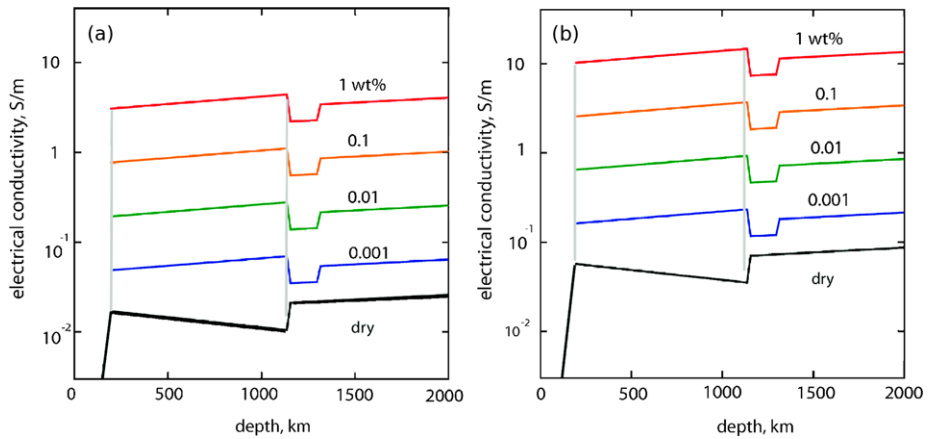 (a)
electrical conductivity, S/m
10
1
10-1
10-2
1 wt%
0.1
0.01
0.001
dry
0 500 1000 1500 2000
depth, km
(b)
electrical conductivity, S/m
10
1
10-1
10-2
1 wt%
0.1
0.01
0.001
dry
0 500 1000 1500 2000
depth, km